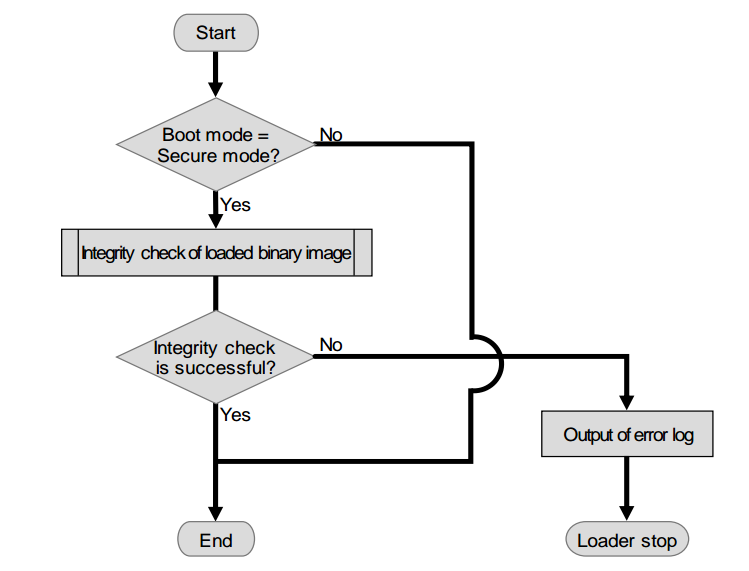 Start
Boot mode =
Secure mode?
No
Yes
Integrity check of loaded binary image
Integrity check
is successful?
No
Yes
Output of error log
End
Loader stop